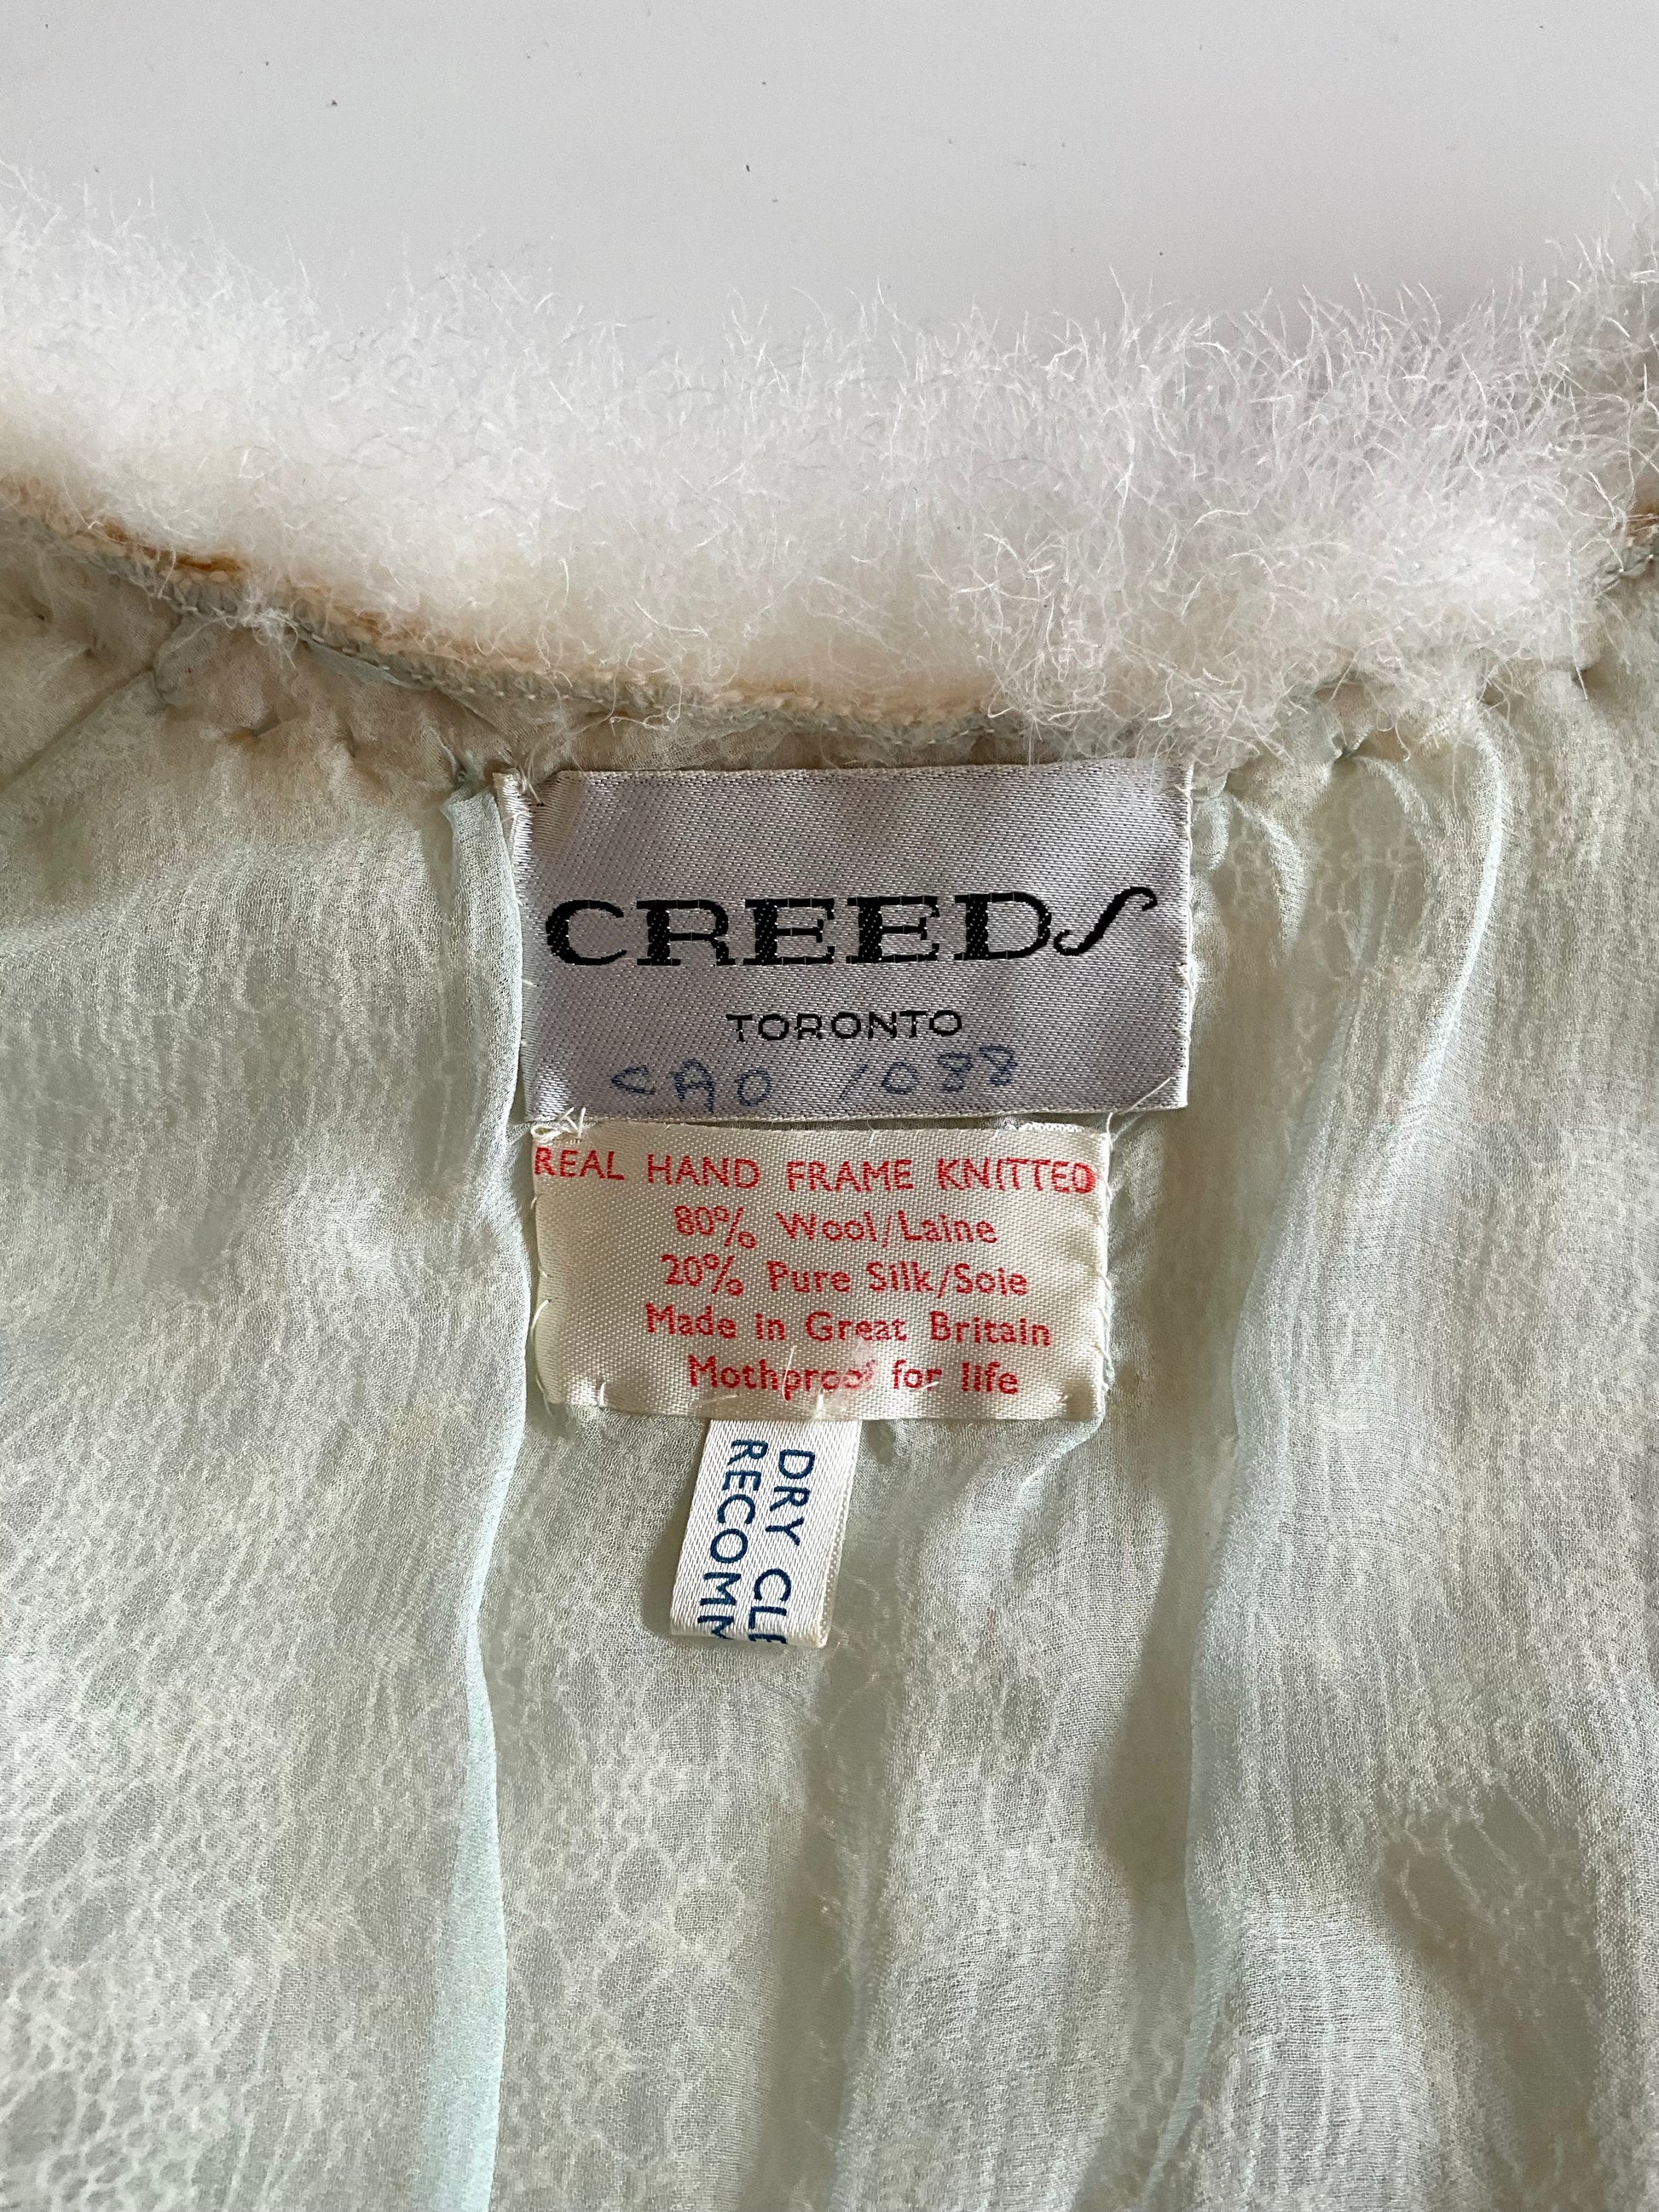 CREEDS
TORONTO
CAO 1088
REAL HAND FRAME KNITTED
80% Wool/Laine
20% Pure Silk/Soie
Made in Great Britain
Mothproof for life
DRY CLE
RECOMM